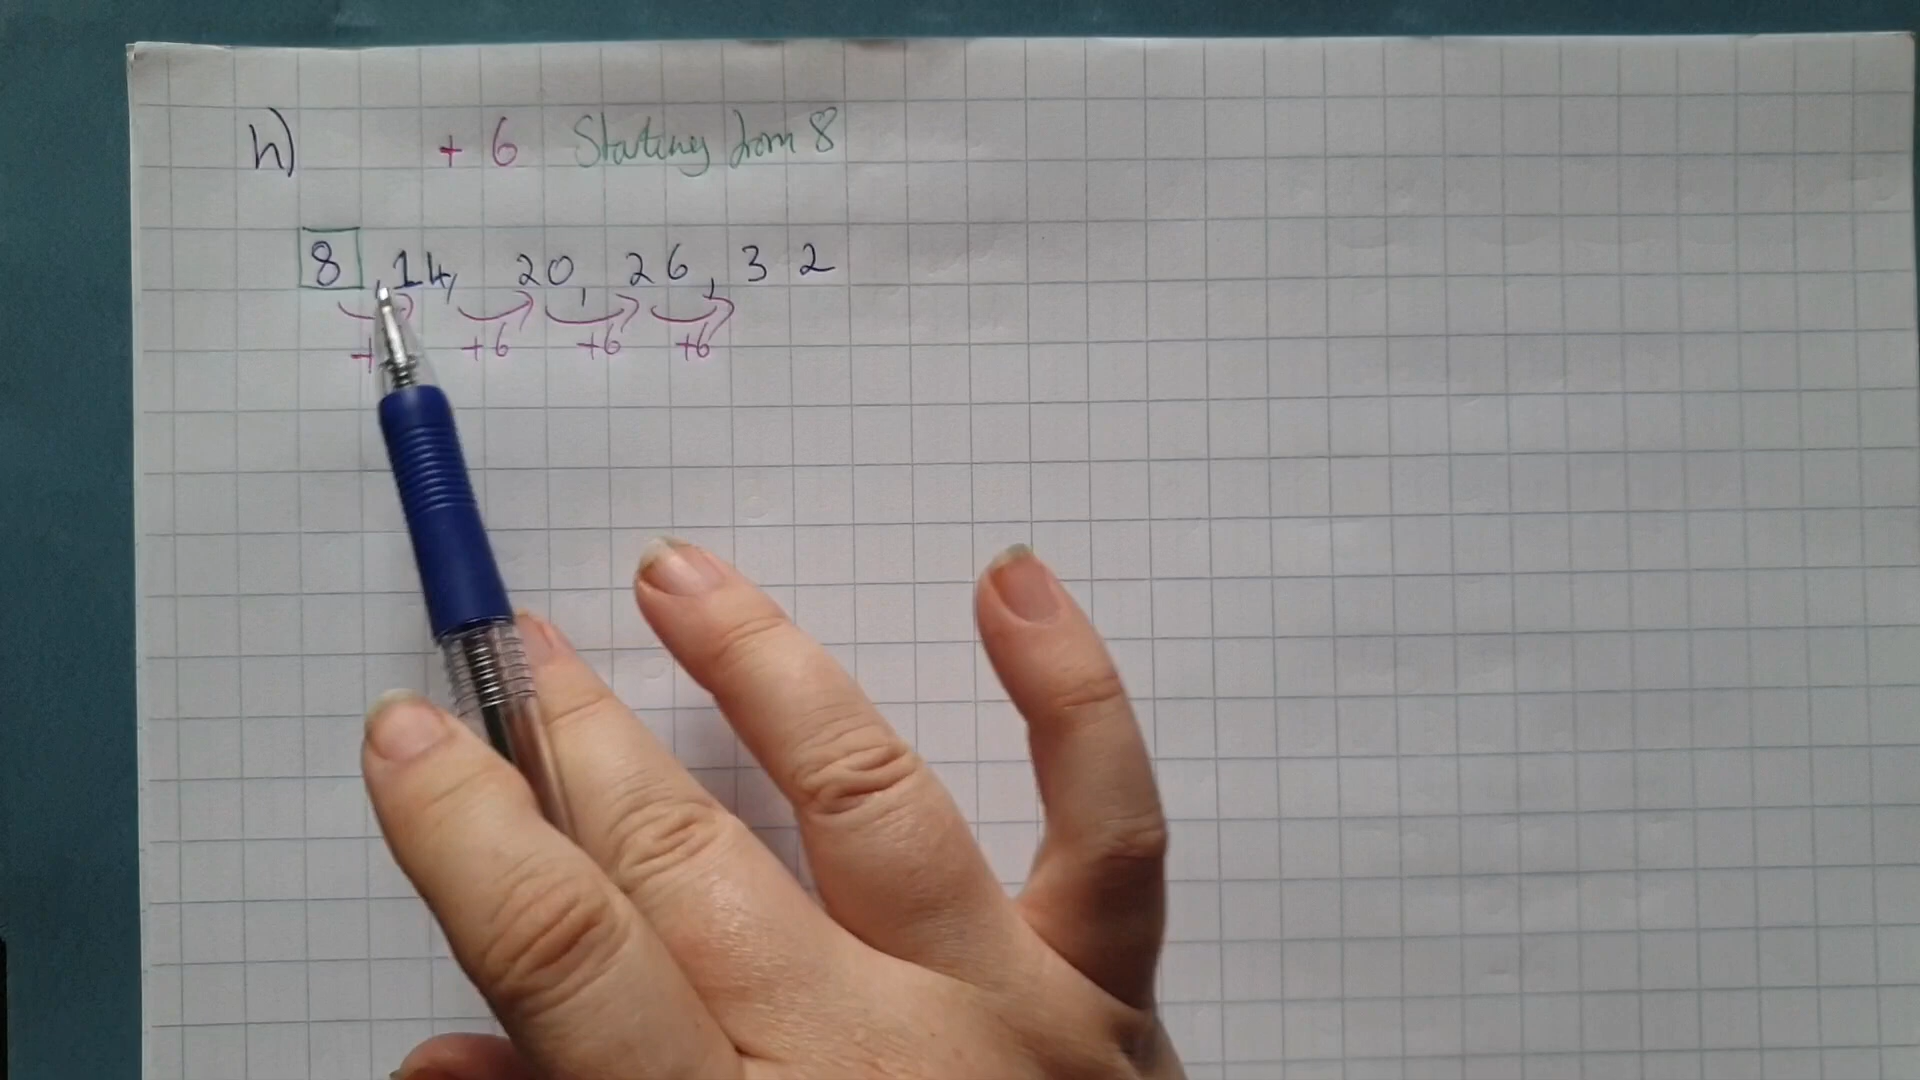 h) + 6 Starting from 8
8, 14, 20, 26, 32
+ +6 +6 +6